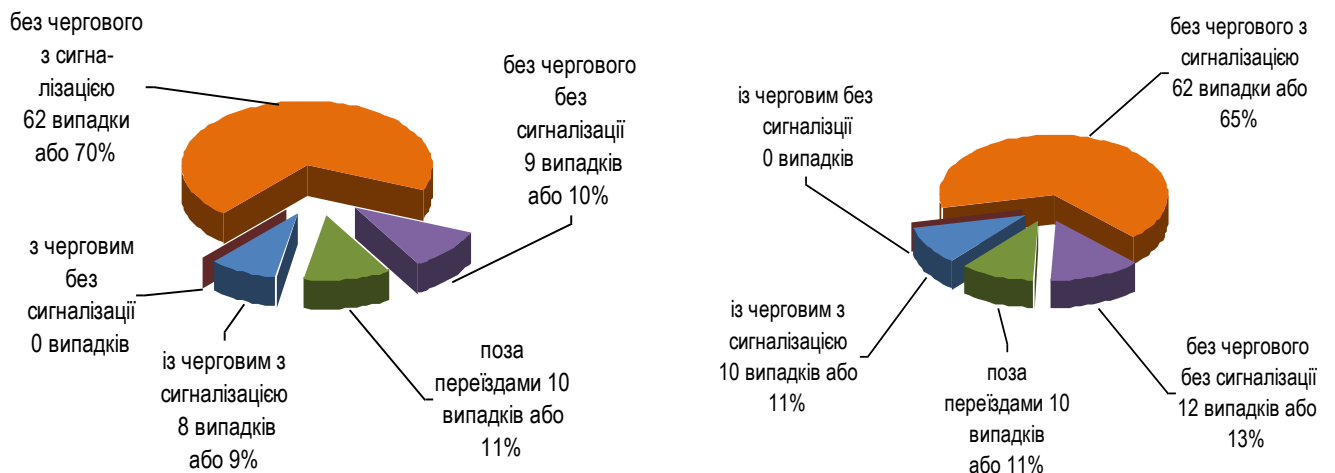 без чергового
з сигна-
лізацією
62 випадки
або 70%
без чергового
без
сигналізації
9 випадків
або 10%
з черговим
без
сигналізації
0 випадків
із черговим з
сигналізацією
8 випадків
або 9%
поза
переїздами 10
випадків або
11%
без чергового з
сигналізацією
62 випадки або
65%
із черговим без
сигналізції
0 випадків
із черговим з
сигналізацією
10 випадків або
11%
поза
переїздами 10
випадків
або 11%
без чергового
без сигналізації
12 випадків або
13%